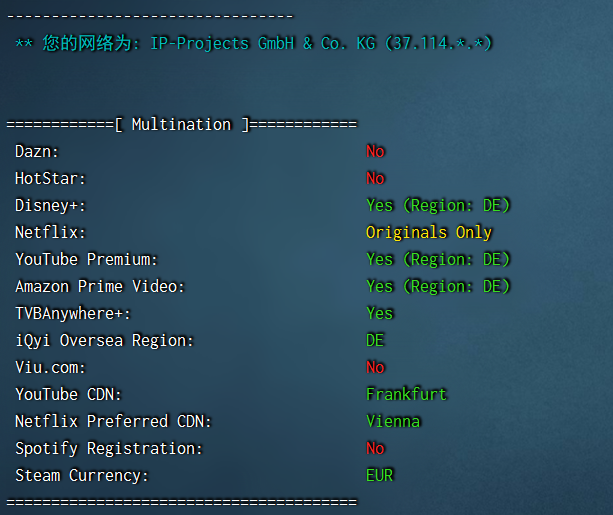 --------------------------------
** 您的网络为: IP-Projects GmbH & Co. KG (37.114.*.*)
============[ Multination ]============
Dazn: No
HotStar: No
Disney+: Yes (Region: DE)
Netflix: Originals Only
YouTube Premium: Yes (Region: DE)
Amazon Prime Video: Yes (Region: DE)
TVBAnywhere+: Yes
iQyi Oversea Region: DE
Viu.com: No
YouTube CDN: Frankfurt
Netflix Preferred CDN: Vienna
Spotify Registration: No
Steam Currency: EUR
=======================================